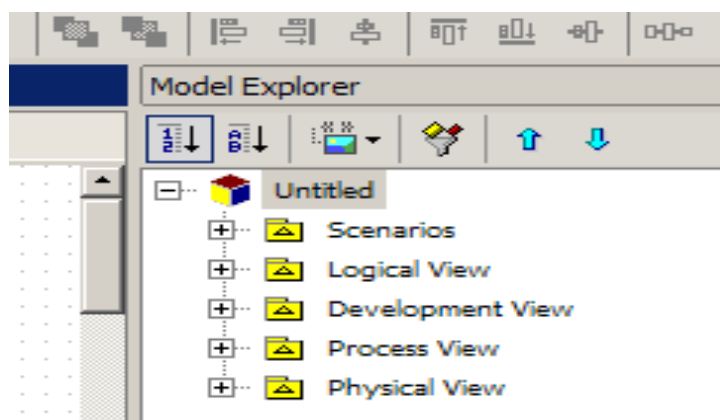 Model Explorer
Untitled
Scenarios
Logical View
Development View
Process View
Physical View